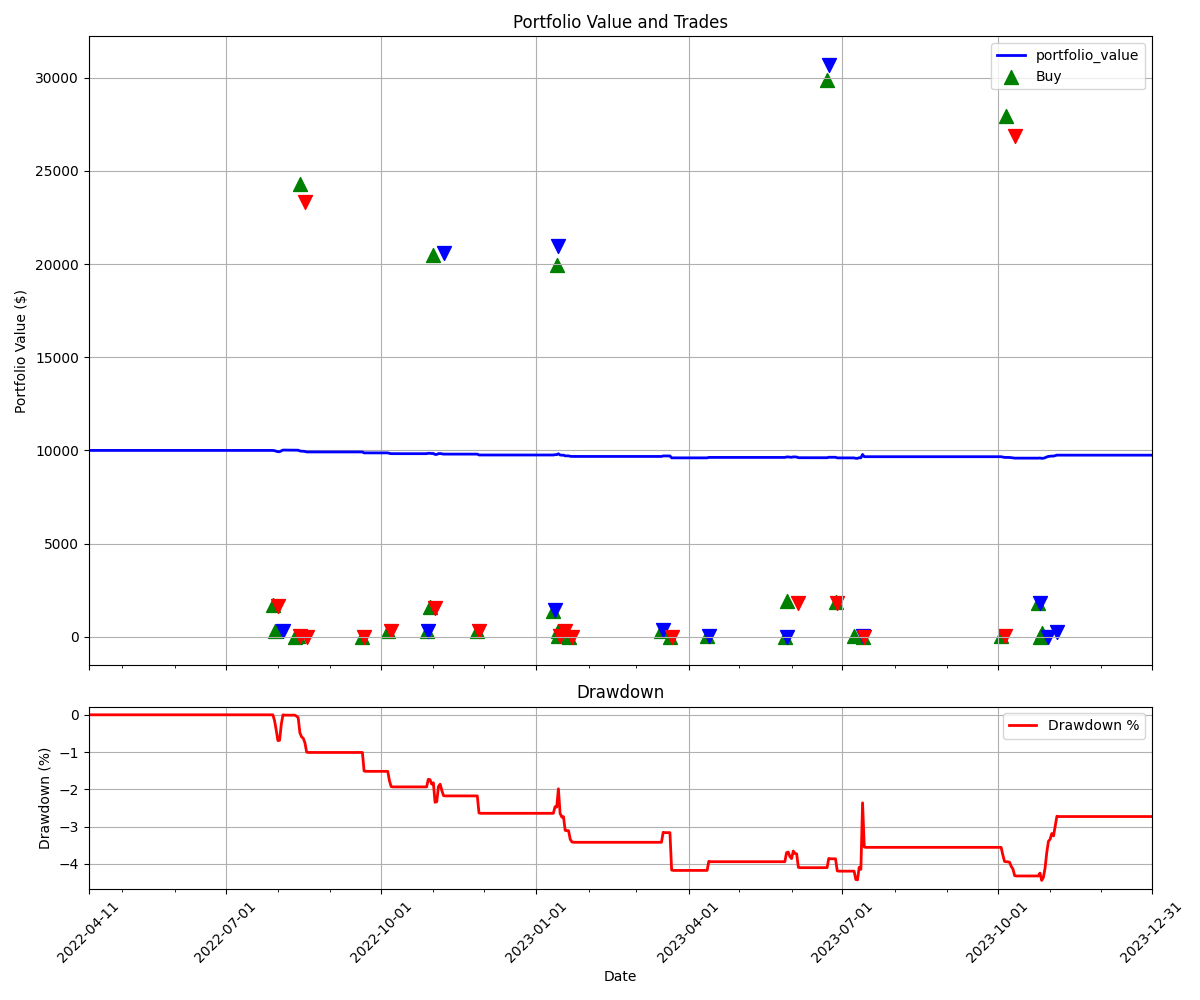 Portfolio Value and Trades
portfolio_value
Buy
30000
25000
20000
15000
10000
5000
0
Portfolio Value ($)
Drawdown
Drawdown %
0
−1
−2
−3
−4
Drawdown (%)
2022-04-11
2022-07-01
2022-10-01
2023-01-01
2023-04-01
2023-07-01
2023-10-01
2023-12-31
Date